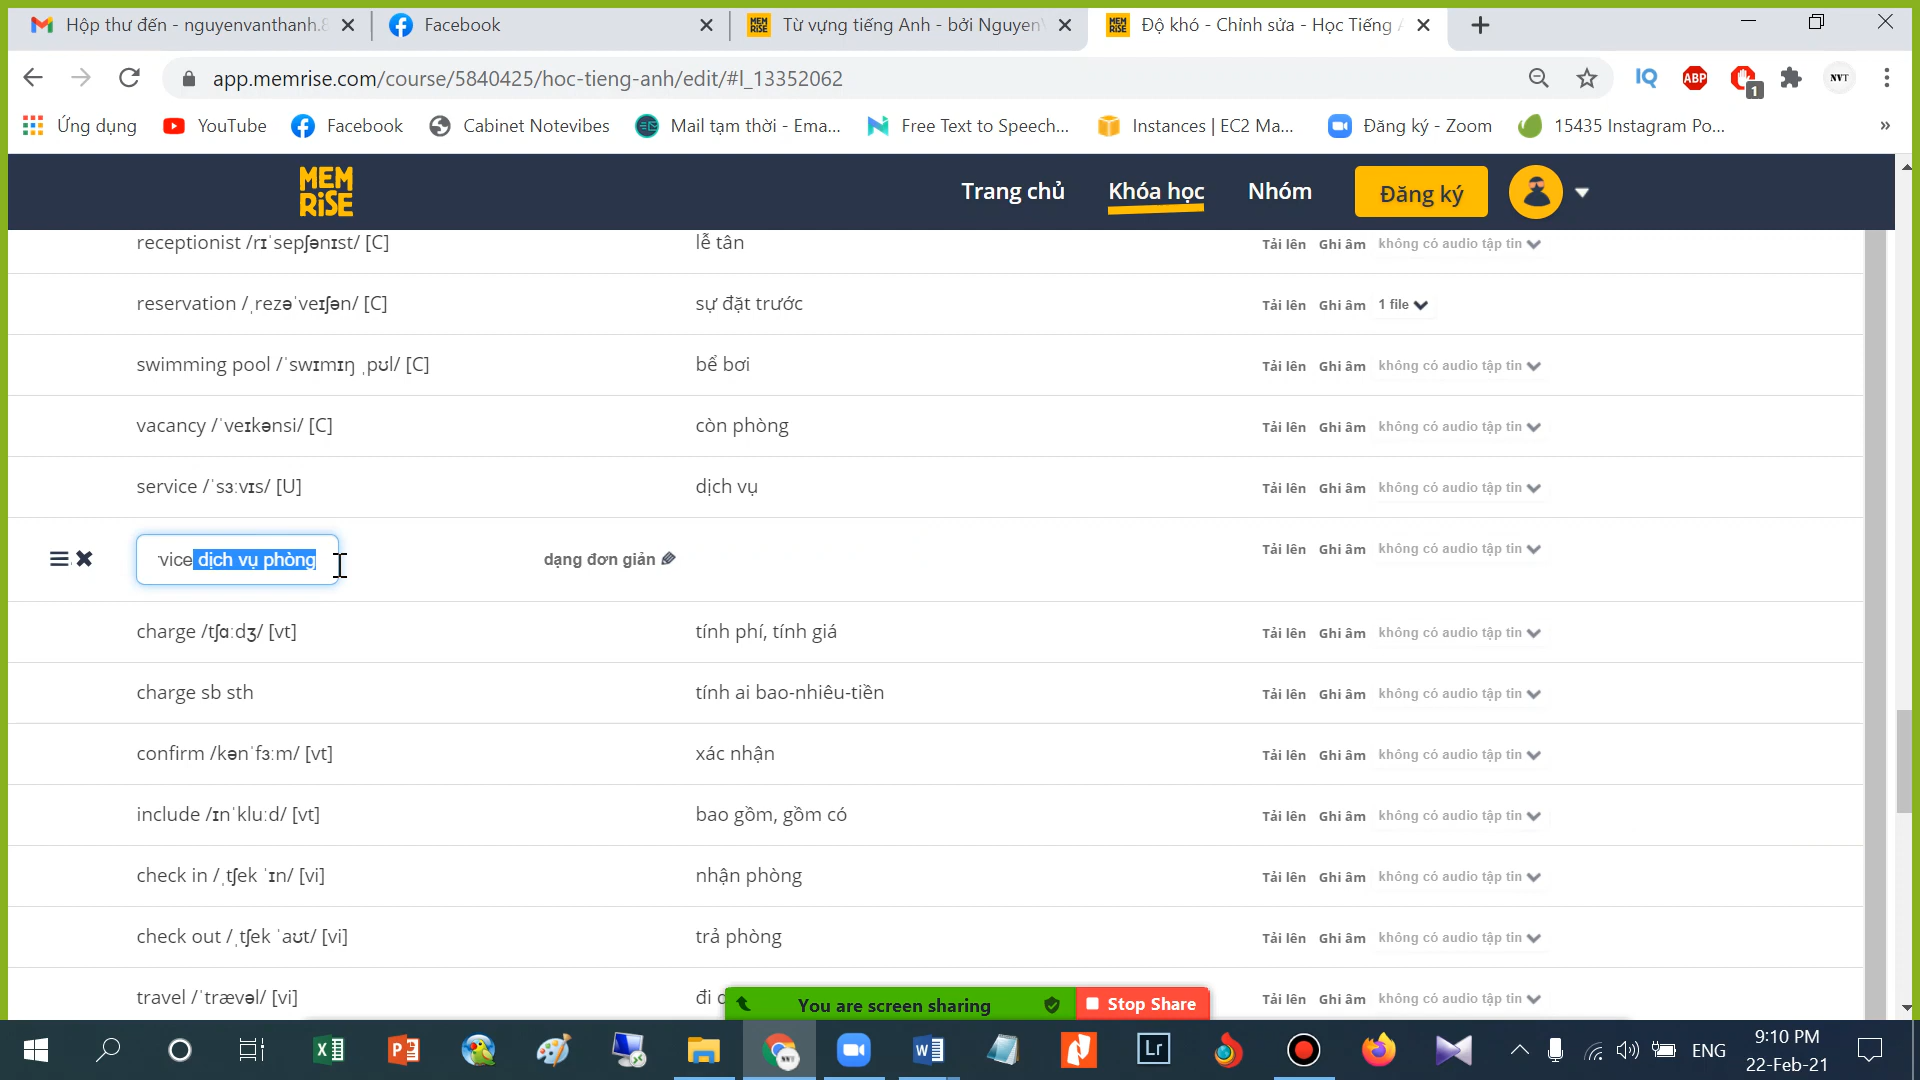 Hộp thư đến - nguyenvanthanh.8
Facebook
Từ vựng tiếng Anh - bởi Nguyen
Độ khó - Chỉnh sửa - Học Tiếng A
app.memrise.com/course/5840425/hoc-tieng-anh/edit/#l_13352062
IQ ABP 1 NVT
Ứng dụng YouTube Facebook Cabinet Notevibes Mail tạm thời - Ema... Free Text to Speech... Instances | EC2 Ma... Đăng ký - Zoom 15435 Instagram Po... »
MEM RiSE
Trang chủ Khóa học Nhóm Đăng ký
receptionist /rɪˈsepʃənɪst/ [C] lễ tân Tải lên Ghi âm không có audio tập tin
reservation /ˌrezəˈveɪʃən/ [C] sự đặt trước Tải lên Ghi âm 1 file
swimming pool /ˈswɪmɪŋ ˌpʊl/ [C] bể bơi Tải lên Ghi âm không có audio tập tin
vacancy /ˈveɪkənsi/ [C] còn phòng Tải lên Ghi âm không có audio tập tin
service /ˈsɜːvɪs/ [U] dịch vụ Tải lên Ghi âm không có audio tập tin
vice dịch vụ phòng dạng đơn giản Tải lên Ghi âm không có audio tập tin
charge /tʃɑːdʒ/ [vt] tính phí, tính giá Tải lên Ghi âm không có audio tập tin
charge sb sth tính ai bao-nhiêu-tiền Tải lên Ghi âm không có audio tập tin
confirm /kənˈfɜːm/ [vt] xác nhận Tải lên Ghi âm không có audio tập tin
include /ɪnˈkluːd/ [vt] bao gồm, gồm có Tải lên Ghi âm không có audio tập tin
check in /ˌtʃek ˈɪn/ [vi] nhận phòng Tải lên Ghi âm không có audio tập tin
check out /ˌtʃek ˈaʊt/ [vi] trả phòng Tải lên Ghi âm không có audio tập tin
travel /ˈtrævəl/ [vi] đi Tải lên Ghi âm không có audio tập tin
You are screen sharing Stop Share
NVT Lr ENG
9:10 PM
22-Feb-21